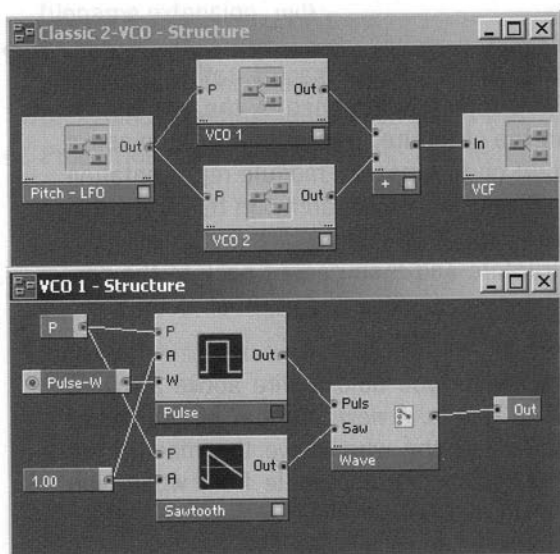 Classic 2-VCO - Structure
P Out
VCO 1
Out
Pitch - LFO
+
In
VCF
P Out
VCO 2
VCO 1 - Structure
P
P
A Out
W
Pulse-W
Pulse
Puls
Saw
Out
Wave
P
A Out
1.00
Sawtooth